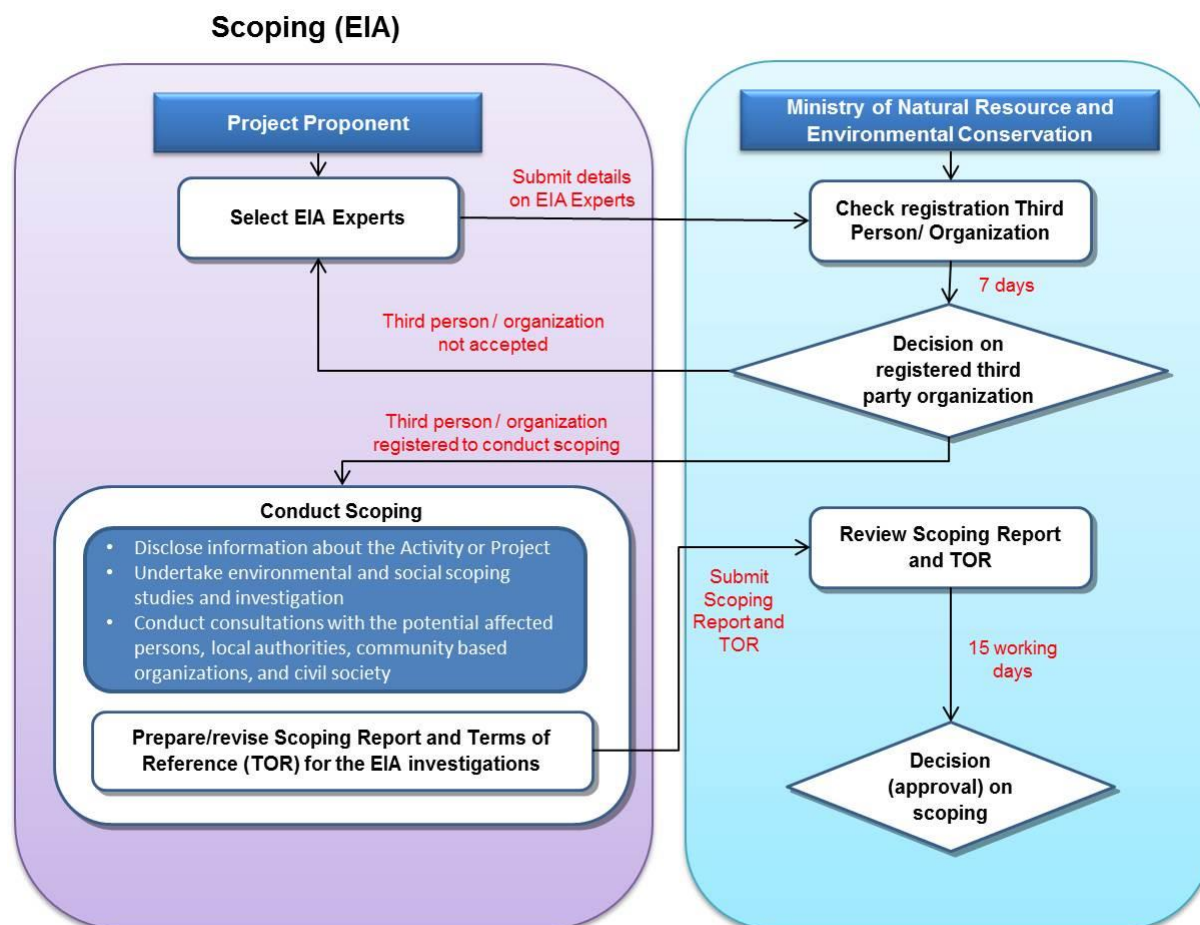 Scoping (EIA)
Project Proponent
Ministry of Natural Resource and
Environmental Conservation
Select EIA Experts
Submit details
on EIA Experts
Check registration Third
Person/ Organization
7 days
Third person / organization
not accepted
Decision on
registered third
party organization
Third person / organization
registered to conduct scoping
Conduct Scoping
• Disclose information about the Activity or Project
• Undertake environmental and social scoping
studies and investigation
• Conduct consultations with the potential affected
persons, local authorities, community based
organizations, and civil society
Prepare/revise Scoping Report and Terms of
Reference (TOR) for the EIA investigations
Submit
Scoping
Report and
TOR
Review Scoping Report
and TOR
15 working
days
Decision
(approval) on
scoping